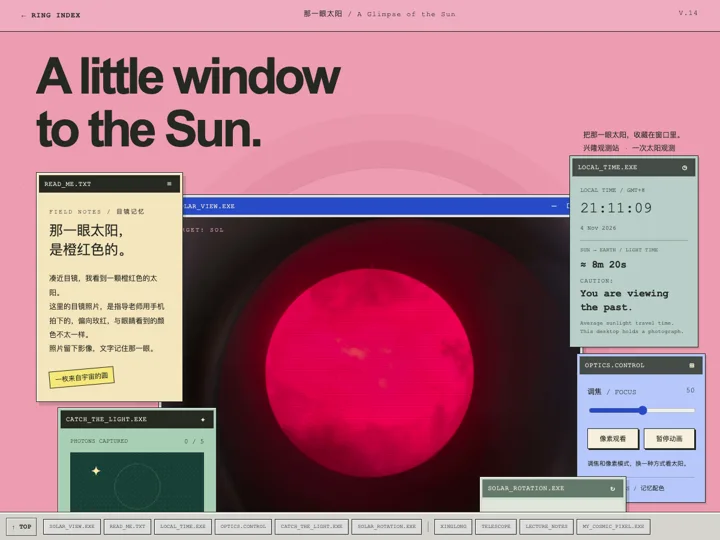 ← RING INDEX
那一眼太阳 / A Glimpse of the Sun
V.14
A little window
to the Sun.
把那一眼太阳，收藏在窗口里。
兴隆观测站 · 一次太阳观测
READ_ME.TXT
FIELD NOTES / 目镜记忆
那一眼太阳，
是橙红色的。
凑近目镜，我看到一颗橙红色的太
阳。
这里的目镜照片，是指导老师用手机
拍下的，偏向玫红，与眼睛看到的颜
色不太一样。
照片留下影像，文字记住那一眼。
一枚来自宇宙的圆
LAR_VIEW.EXE
GET: SOL
LOCAL_TIME.EXE
LOCAL TIME / GMT+8
21:11:09
4 Nov 2026
SUN → EARTH / LIGHT TIME
≈ 8m 20s
CAUTION:
You are viewing
the past.
Average sunlight travel time.
This desktop holds a photograph.
OPTICS.CONTROL
调焦 / FOCUS
50
像素观看
暂停动画
调焦和像素模式，换一种方式看太阳。
/ 记忆配色
CATCH_THE_LIGHT.EXE
PHOTONS CAPTURED
0 / 5
SOLAR_ROTATION.EXE
↑ TOP
SOLAR_VIEW.EXE
READ_ME.TXT
LOCAL_TIME.EXE
OPTICS.CONTROL
CATCH_THE_LIGHT.EXE
SOLAR_ROTATION.EXE
XINGLONG
TELESCOPE
LECTURE_NOTES
MY_COSMIC_PIXEL.EXE